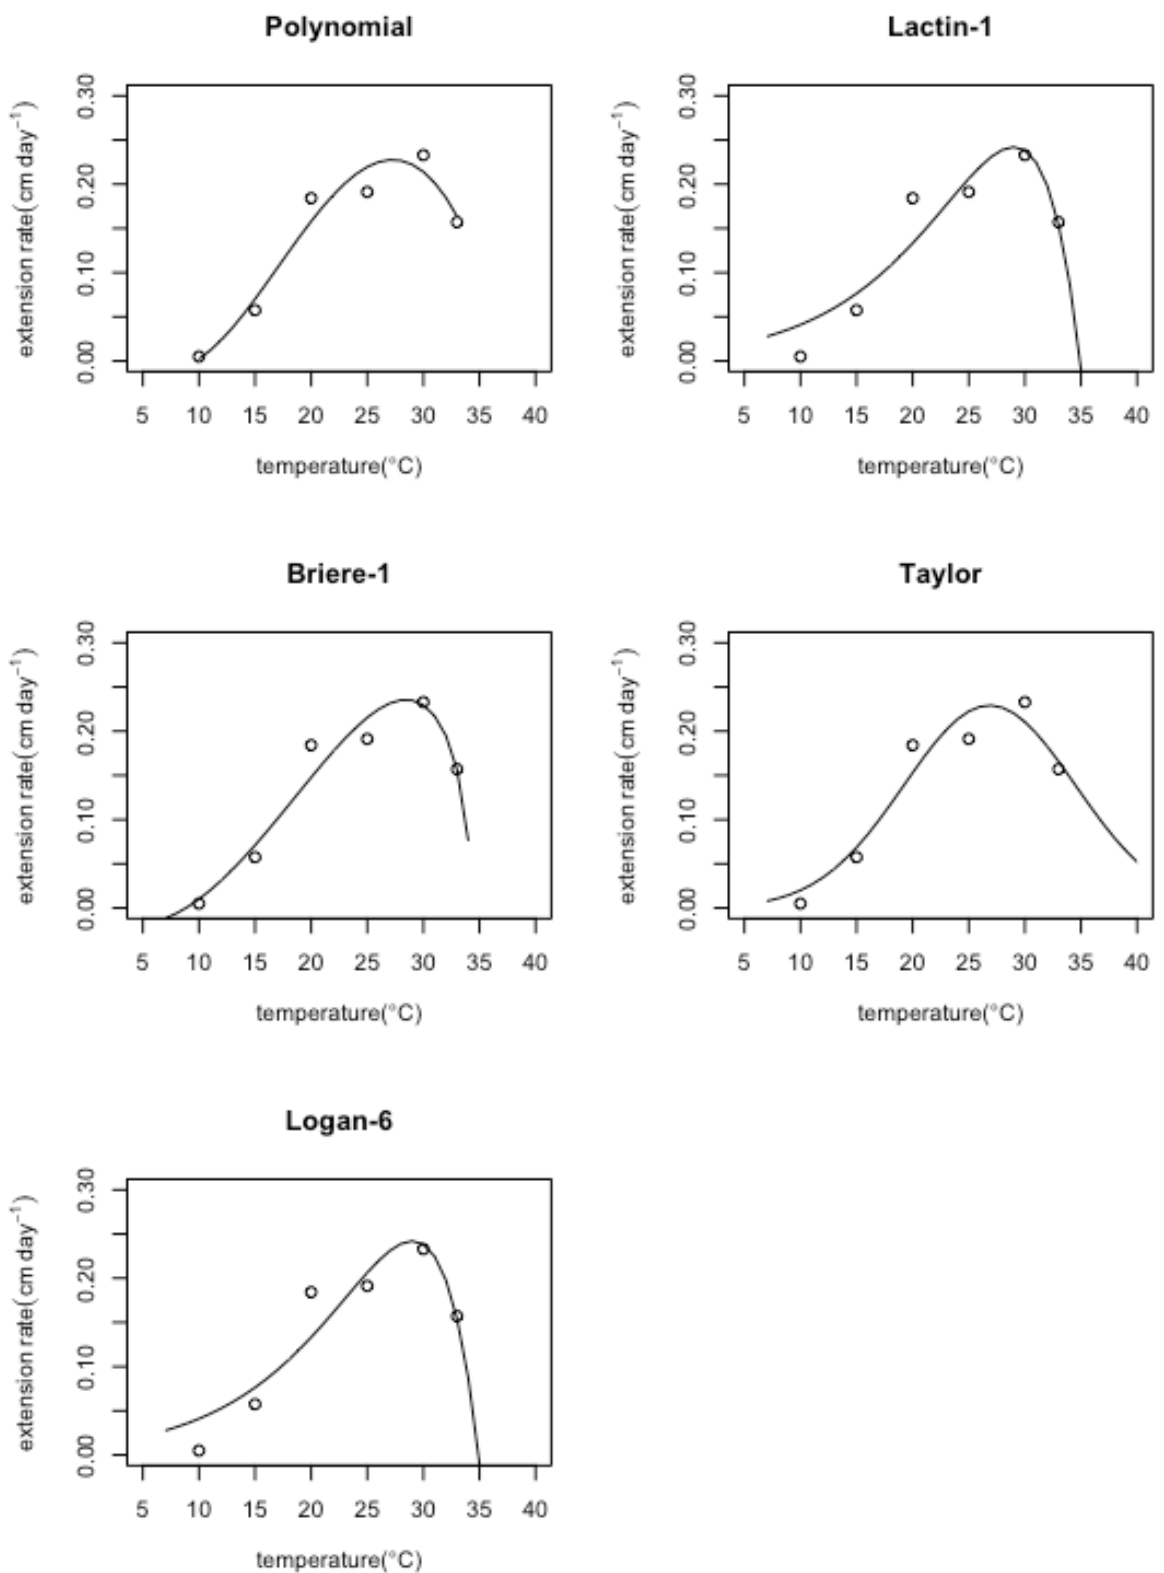 Polynomial
extension rate(cm day⁻¹)
0.00 0.10 0.20 0.30
5 10 15 20 25 30 35 40
temperature(°C)
Lactin-1
extension rate(cm day⁻¹)
0.00 0.10 0.20 0.30
5 10 15 20 25 30 35 40
temperature(°C)
Briere-1
extension rate(cm day⁻¹)
0.00 0.10 0.20 0.30
5 10 15 20 25 30 35 40
temperature(°C)
Taylor
extension rate(cm day⁻¹)
0.00 0.10 0.20 0.30
5 10 15 20 25 30 35 40
temperature(°C)
Logan-6
extension rate(cm day⁻¹)
0.00 0.10 0.20 0.30
5 10 15 20 25 30 35 40
temperature(°C)